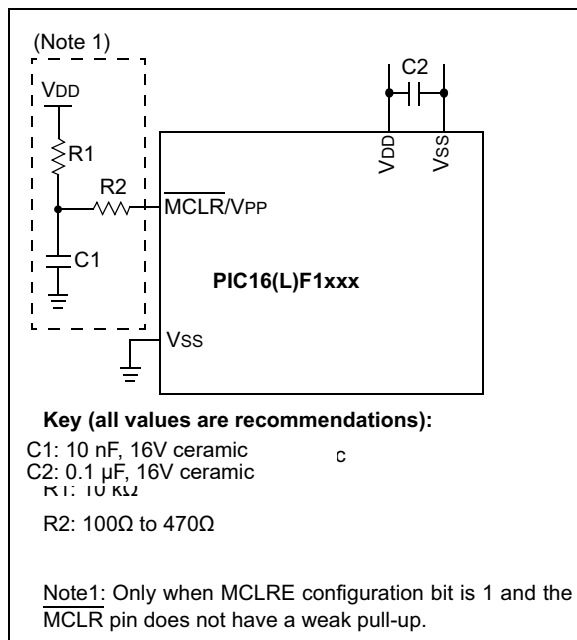 (Note 1)
VDD
R1
R2
C1
C2
VDD
VSS
MCLR/VPP
PIC16(L)F1xxx
VSS
Key (all values are recommendations):
C1: 10 nF, 16V ceramic
c
C2: 0.1 µF, 16V ceramic
R1: 10 kΩ
R2: 100Ω to 470Ω
Note1: Only when MCLRE configuration bit is 1 and the
MCLR pin does not have a weak pull-up.